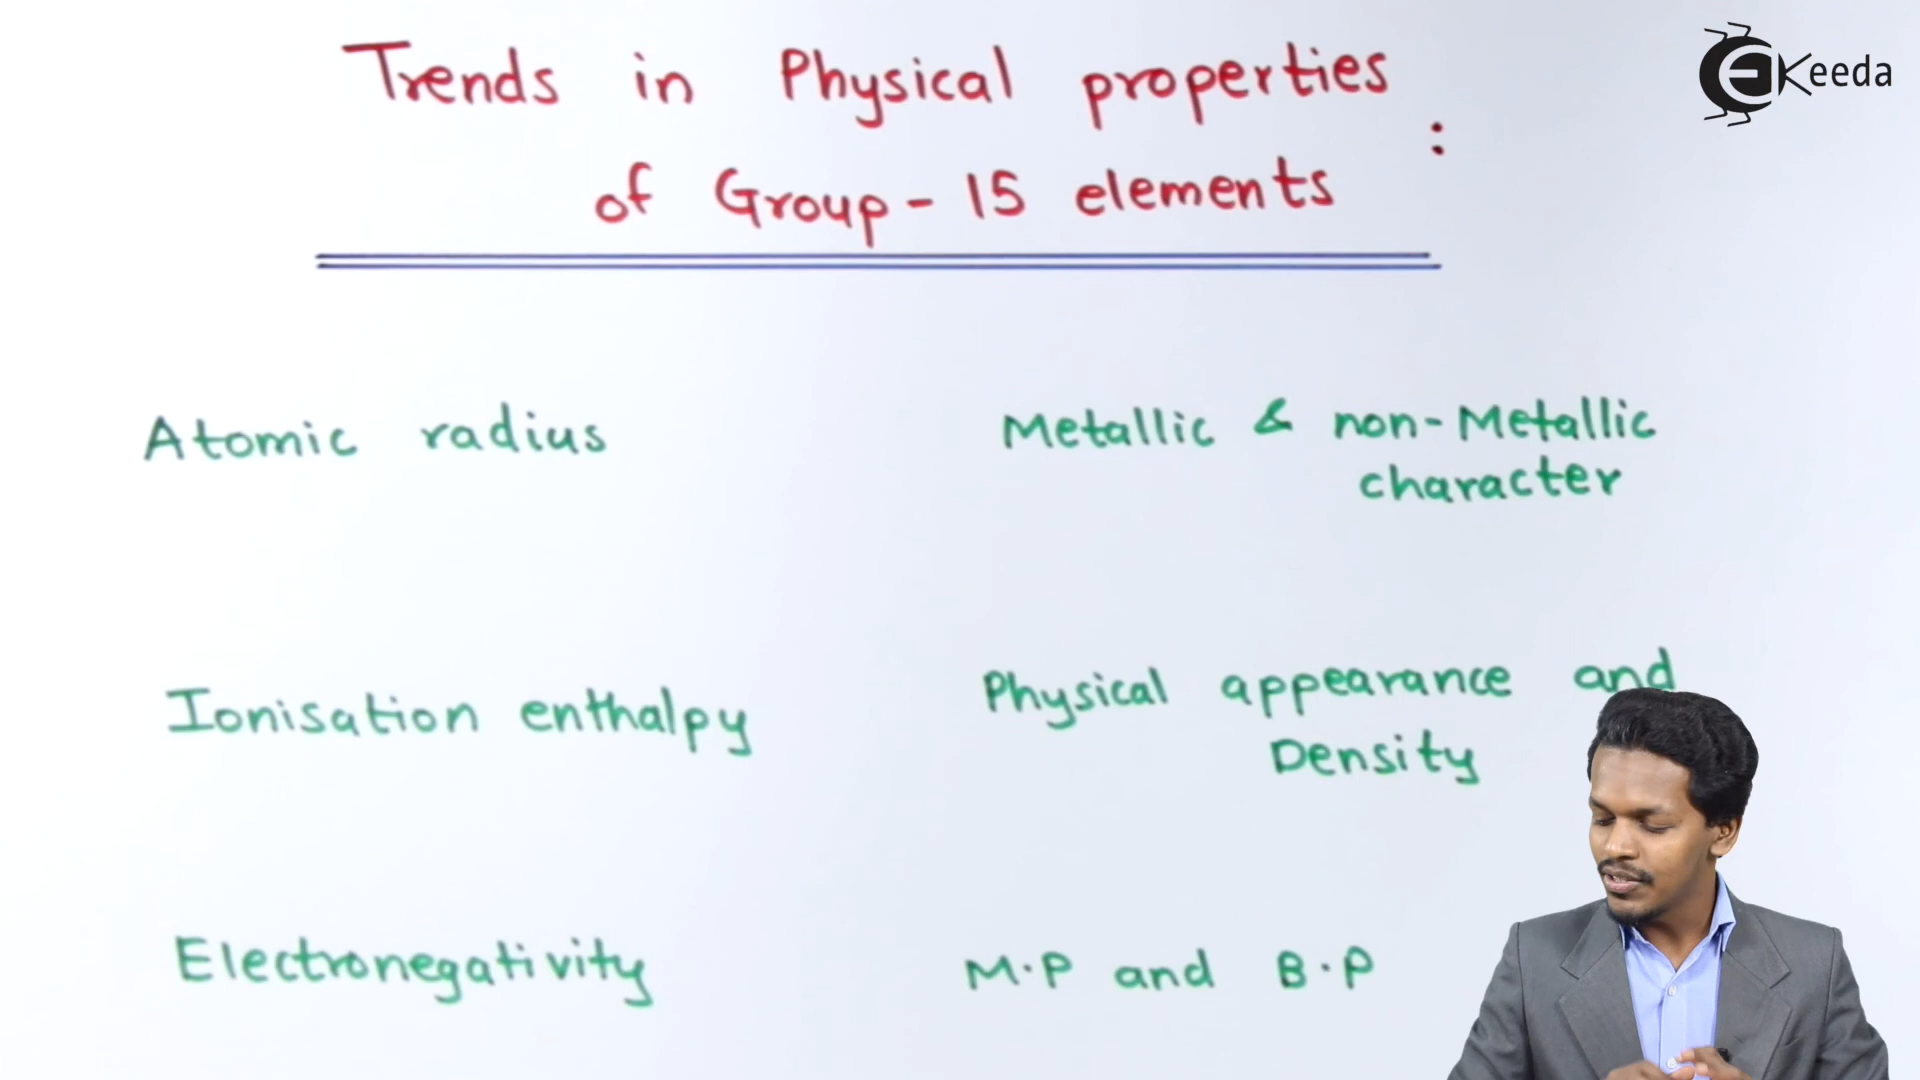 Trends in Physical properties
of Group - 15 elements :
EKeeda
Atomic radius
Metallic & non-Metallic
character
Ionisation enthalpy
Physical appearance and
Density
Electronegativity
M.P and B.P